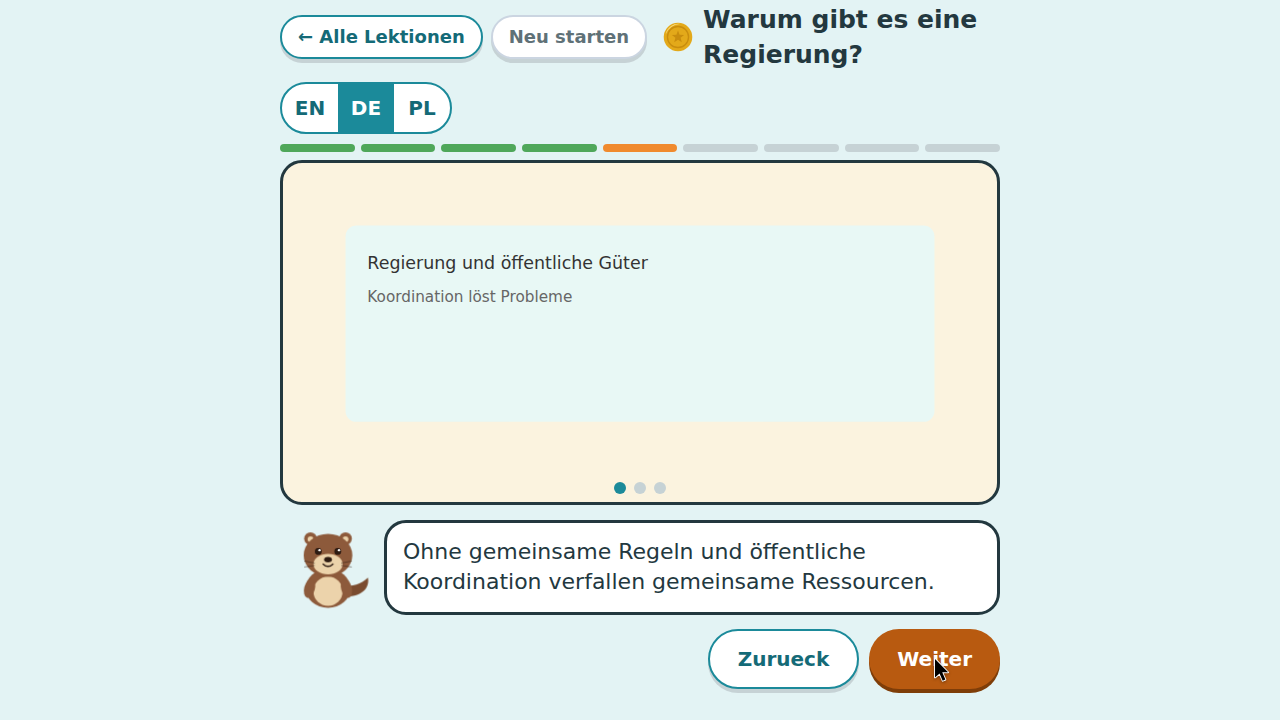 ← Alle Lektionen
Neu starten
Warum gibt es eine
Regierung?
EN
DE
PL
Regierung und öffentliche Güter
Koordination löst Probleme
Ohne gemeinsame Regeln und öffentliche
Koordination verfallen gemeinsame Ressourcen.
Zurueck
Weiter